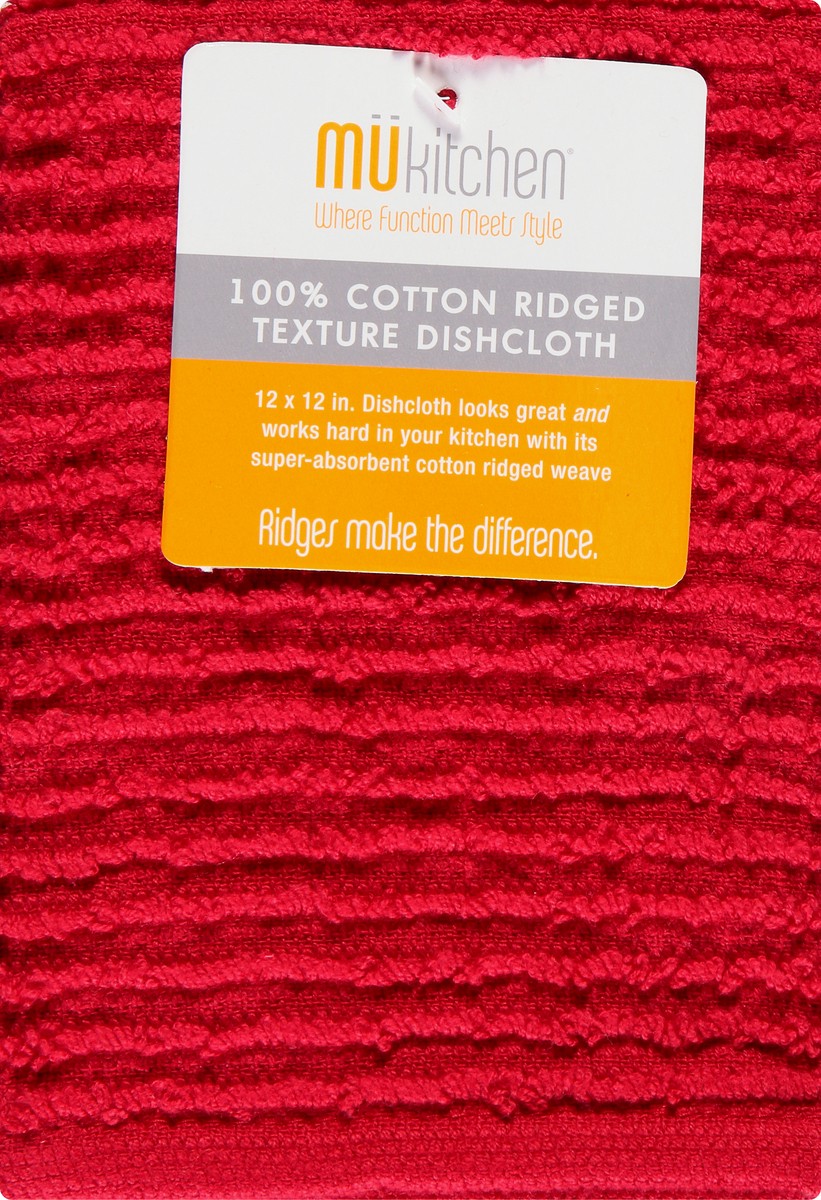 mükitchen®
Where Function Meets Style
100% COTTON RIDGED
TEXTURE DISHCLOTH
12 x 12 in. Dishcloth looks great and
works hard in your kitchen with its
super-absorbent cotton ridged weave
Ridges make the difference.